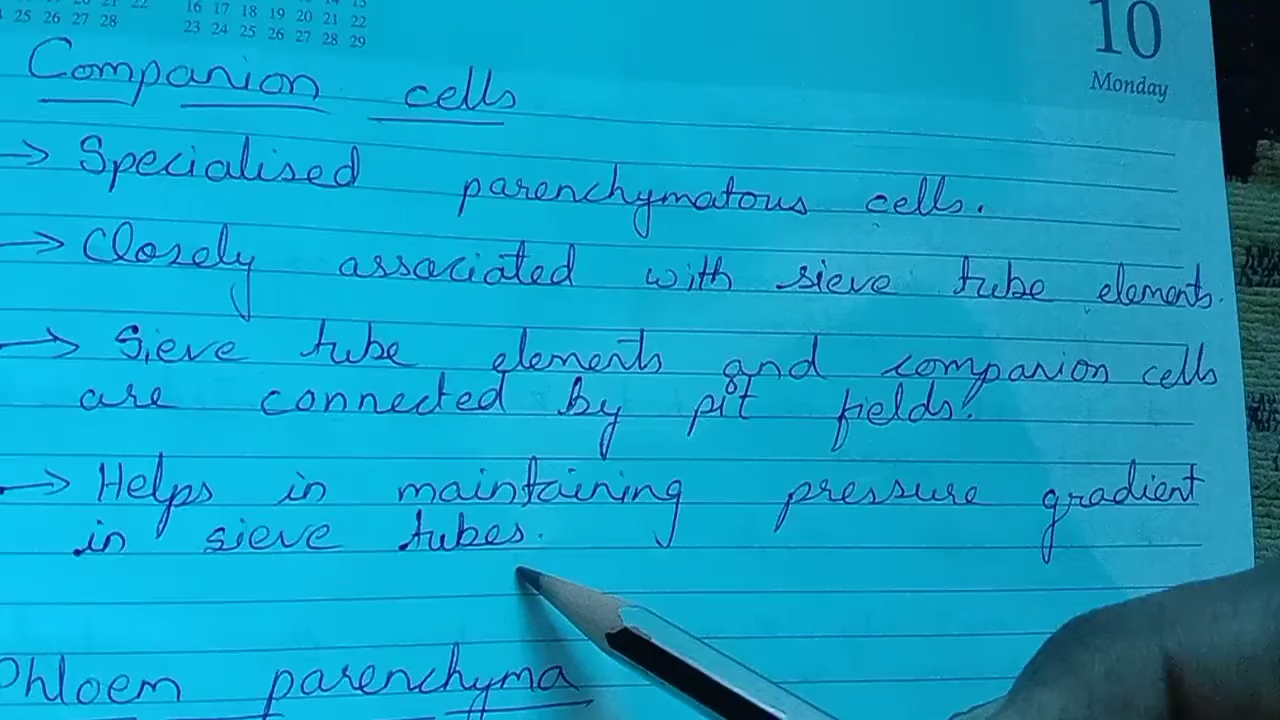 25 26 27 28
16 17 18 19 20 21 22
23 24 25 26 27 28 29
10
Monday
Companion cells
→ Specialised parenchymatous cells.
→ Closely associated with sieve tube elements.
→ Sieve tube elements and companion cells
are connected by pit fields.
→ Helps in maintaining pressure gradient
in sieve tubes.
Phloem parenchyma